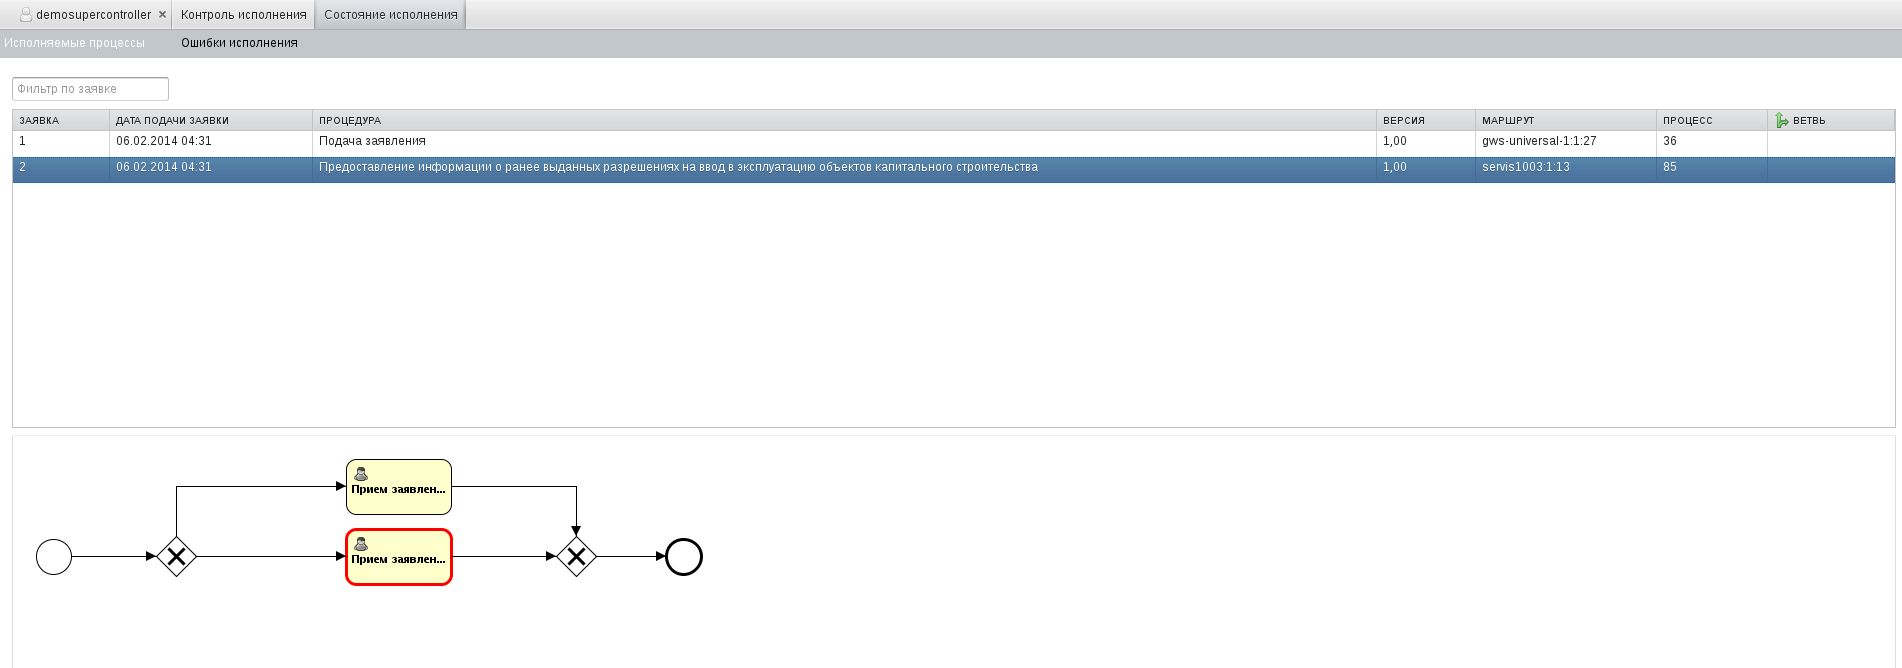 demosupercontroller × Контроль исполнения Состояние исполнения
Исполняемые процессы Ошибки исполнения
Фильтр по заявке
ЗАЯВКА ДАТА ПОДАЧИ ЗАЯВКИ ПРОЦЕДУРА ВЕРСИЯ МАРШРУТ ПРОЦЕСС ВЕТВЬ
1 06.02.2014 04:31 Подача заявления 1,00 gws-universal-1:1:27 36
2 06.02.2014 04:31 Предоставление информации о ранее выданных разрешениях на ввод в эксплуатацию объектов капитального строительства 1,00 servis1003:1:13 85
Прием заявлен...
Прием заявлен...